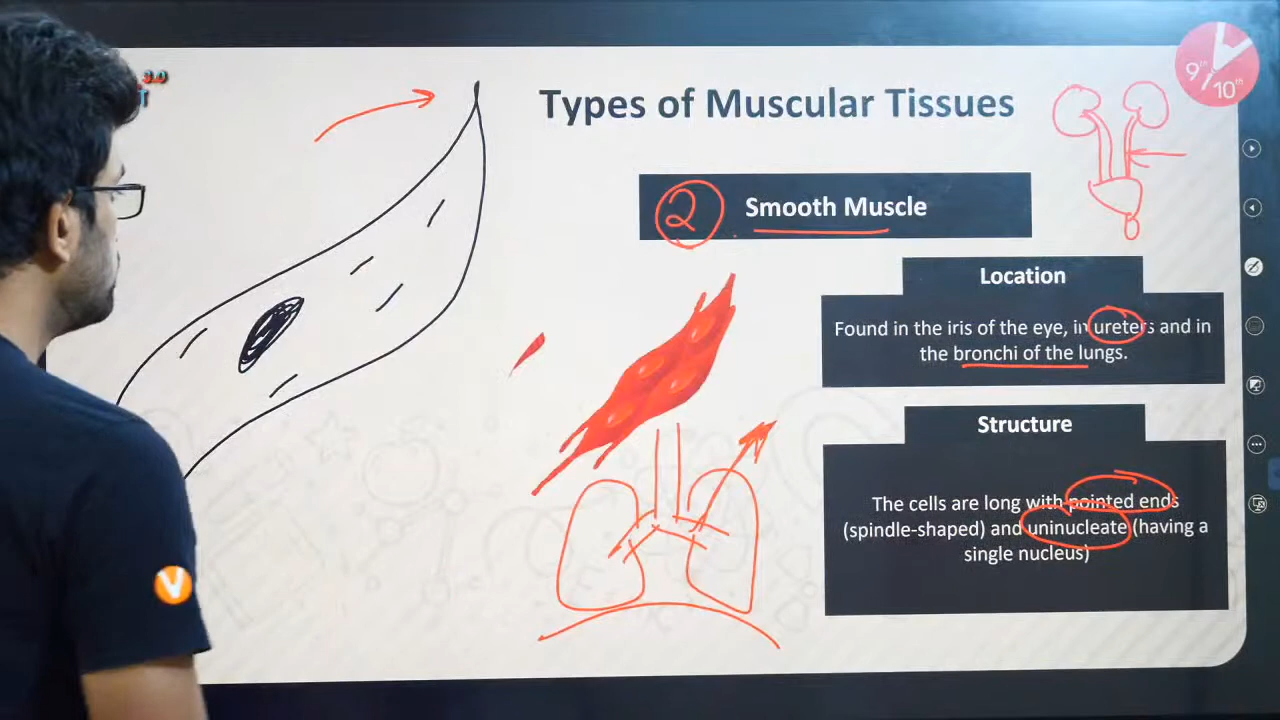 3.0
T
9th
10th
Types of Muscular Tissues
2 Smooth Muscle
Location
Found in the iris of the eye, in ureters and in
the bronchi of the lungs.
Structure
The cells are long with pointed ends
(spindle-shaped) and uninucleate (having a
single nucleus)
V